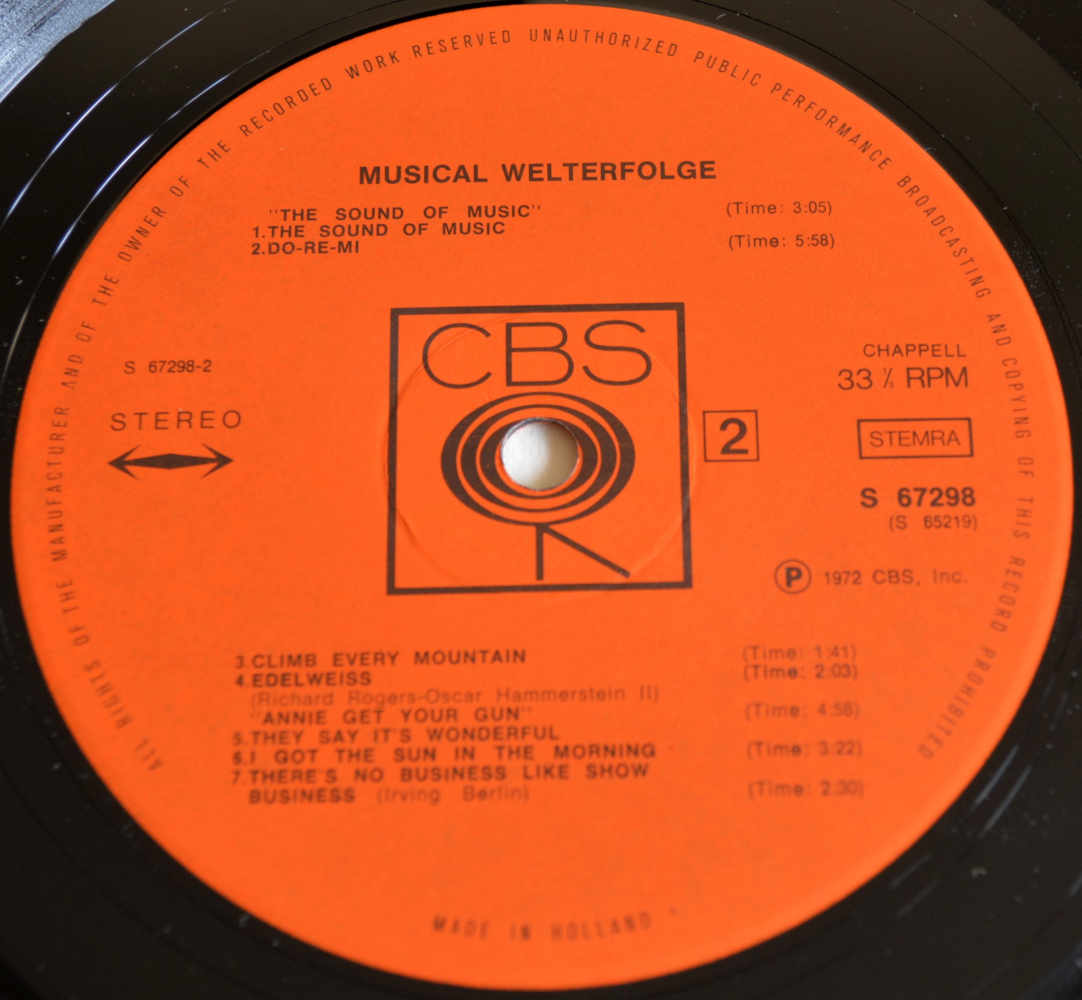 ALL RIGHTS OF THE MANUFACTURER AND OF THE OWNER OF THE RECORDED WORK RESERVED UNAUTHORIZED PUBLIC PERFORMANCE BROADCASTING AND COPYING OF THIS RECORD PROHIBITED
MUSICAL WELTERFOLGE
"THE SOUND OF MUSIC" (Time: 3:05)
1.THE SOUND OF MUSIC
2.DO-RE-MI (Time: 5:58)
CBS
S 67298-2
STEREO
CHAPPELL
33 ⅓ RPM
2
STEMRA
S 67298
(S 65219)
P 1972 CBS, Inc.
3.CLIMB EVERY MOUNTAIN (Time: 1:41)
4.EDELWEISS (Time: 2:03)
(Richard Rogers-Oscar Hammerstein II)
"ANNIE GET YOUR GUN" (Time: 4:58)
5.THEY SAY IT'S WONDERFUL
6.I GOT THE SUN IN THE MORNING (Time: 3:22)
7.THERE'S NO BUSINESS LIKE SHOW
BUSINESS (Irving Berlin) (Time: 2:30)
MADE IN HOLLAND